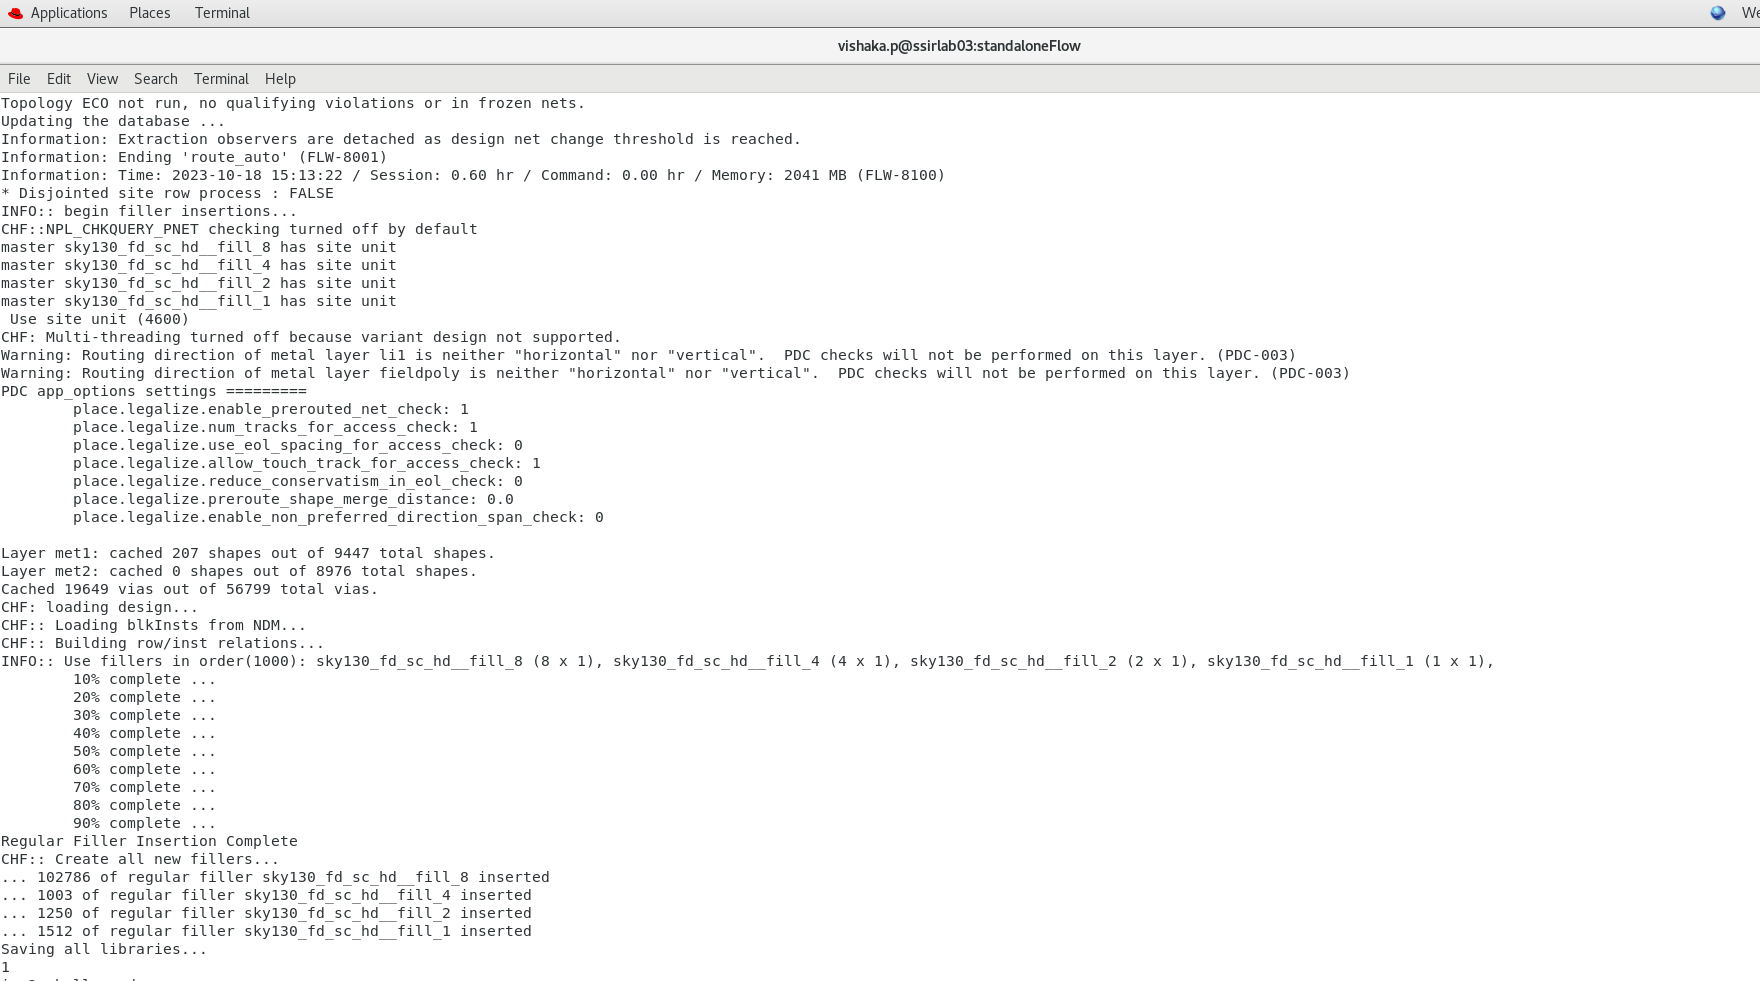 Applications Places Terminal We
vishaka.p@ssirlab03:standaloneFlow
File Edit View Search Terminal Help
Topology ECO not run, no qualifying violations or in frozen nets.
Updating the database ...
Information: Extraction observers are detached as design net change threshold is reached.
Information: Ending 'route_auto' (FLW-8001)
Information: Time: 2023-10-18 15:13:22 / Session: 0.60 hr / Command: 0.00 hr / Memory: 2041 MB (FLW-8100)
* Disjointed site row process : FALSE
INFO:: begin filler insertions...
CHF::NPL_CHKQUERY_PNET checking turned off by default
master sky130_fd_sc_hd__fill_8 has site unit
master sky130_fd_sc_hd__fill_4 has site unit
master sky130_fd_sc_hd__fill_2 has site unit
master sky130_fd_sc_hd__fill_1 has site unit
 Use site unit (4600)
CHF: Multi-threading turned off because variant design not supported.
Warning: Routing direction of metal layer li1 is neither "horizontal" nor "vertical".  PDC checks will not be performed on this layer. (PDC-003)
Warning: Routing direction of metal layer fieldpoly is neither "horizontal" nor "vertical".  PDC checks will not be performed on this layer. (PDC-003)
PDC app_options settings =========
        place.legalize.enable_prerouted_net_check: 1
        place.legalize.num_tracks_for_access_check: 1
        place.legalize.use_eol_spacing_for_access_check: 0
        place.legalize.allow_touch_track_for_access_check: 1
        place.legalize.reduce_conservatism_in_eol_check: 0
        place.legalize.preroute_shape_merge_distance: 0.0
        place.legalize.enable_non_preferred_direction_span_check: 0
Layer met1: cached 207 shapes out of 9447 total shapes.
Layer met2: cached 0 shapes out of 8976 total shapes.
Cached 19649 vias out of 56799 total vias.
CHF: loading design...
CHF:: Loading blkInsts from NDM...
CHF:: Building row/inst relations...
INFO:: Use fillers in order(1000): sky130_fd_sc_hd__fill_8 (8 x 1), sky130_fd_sc_hd__fill_4 (4 x 1), sky130_fd_sc_hd__fill_2 (2 x 1), sky130_fd_sc_hd__fill_1 (1 x 1),
        10% complete ...
        20% complete ...
        30% complete ...
        40% complete ...
        50% complete ...
        60% complete ...
        70% complete ...
        80% complete ...
        90% complete ...
Regular Filler Insertion Complete
CHF:: Create all new fillers...
... 102786 of regular filler sky130_fd_sc_hd__fill_8 inserted
... 1003 of regular filler sky130_fd_sc_hd__fill_4 inserted
... 1250 of regular filler sky130_fd_sc_hd__fill_2 inserted
... 1512 of regular filler sky130_fd_sc_hd__fill_1 inserted
Saving all libraries...
1